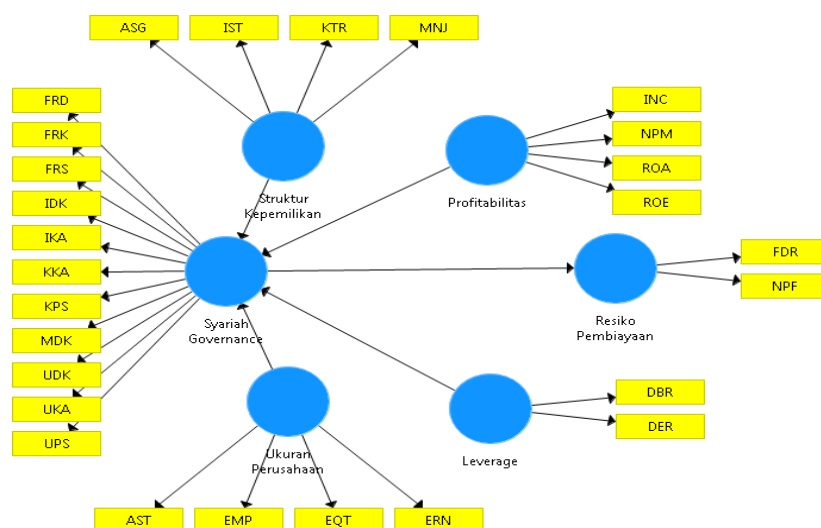 ASG
IST
KTR
MNJ
FRD
FRK
FRS
IDK
IKA
KKA
KPS
MDK
UDK
UKA
UPS
Struktur
Kepemilikan
Profitabilitas
INC
NPM
ROA
ROE
Syariah
Governance
Resiko
Pembiayaan
FDR
NPF
Ukuran
Perusahaan
Leverage
DBR
DER
AST
EMP
EQT
ERN